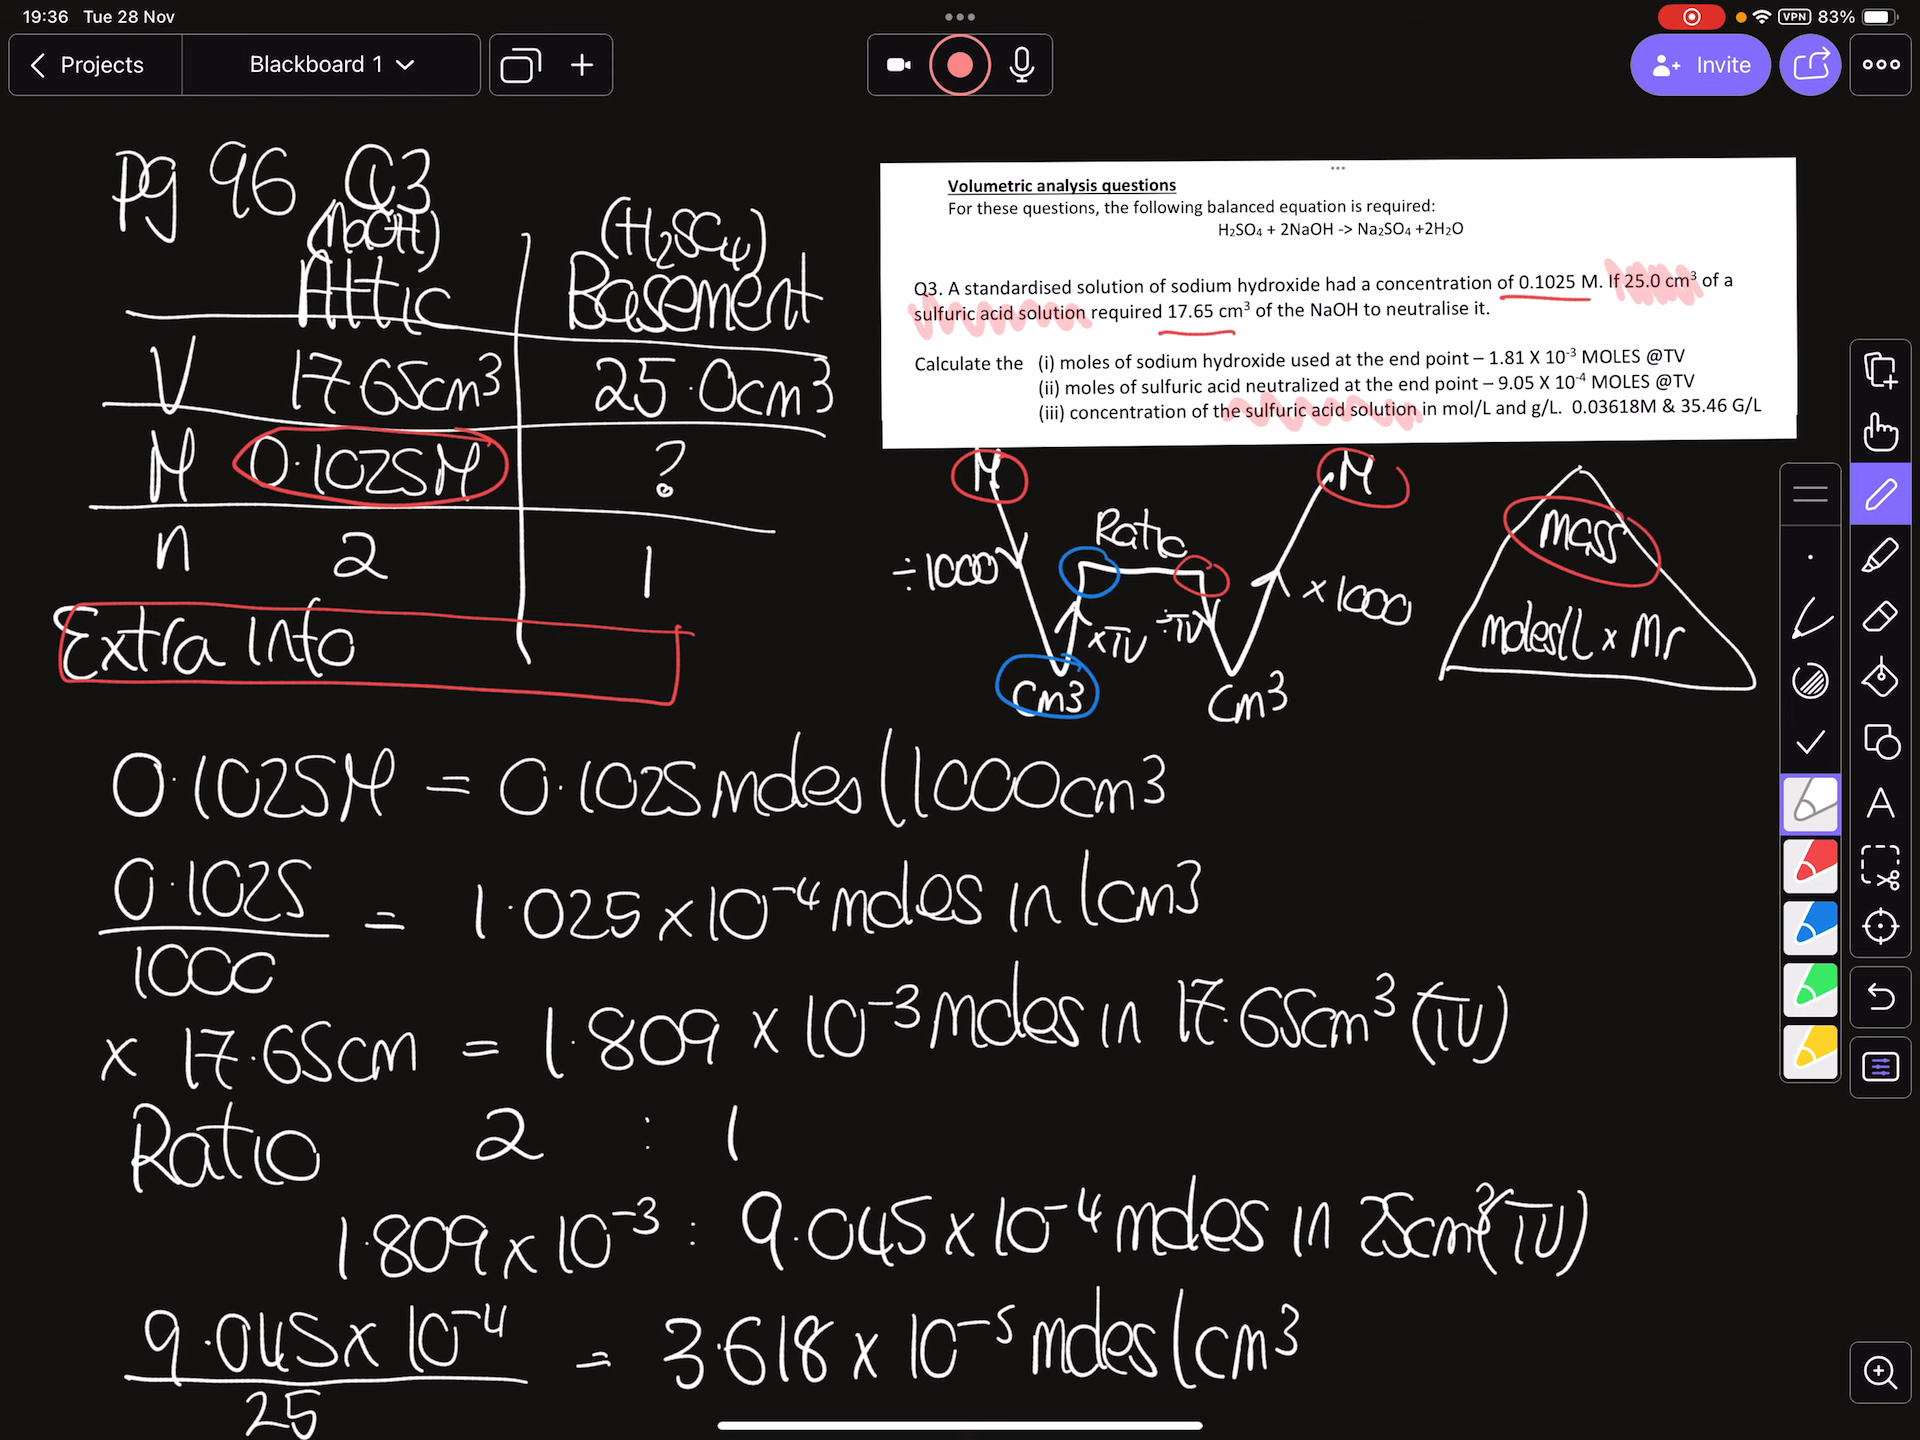 19:36 Tue 28 Nov
VPN 83%
Projects
Blackboard 1
Invite
pg 96 Q3
(NaOH) (H2SO4)
Attic Basement
V 17.65cm3 25.0cm3
M 0.1025M ?
n 2 1
Extra Info
Volumetric analysis questions
For these questions, the following balanced equation is required:
H₂SO₄ + 2NaOH -> Na₂SO₄ +2H₂O
Q3. A standardised solution of sodium hydroxide had a concentration of 0.1025 M. If 25.0 cm³ of a
sulfuric acid solution required 17.65 cm³ of the NaOH to neutralise it.
Calculate the (i) moles of sodium hydroxide used at the end point – 1.81 X 10⁻³ MOLES @TV
(ii) moles of sulfuric acid neutralized at the end point – 9.05 X 10⁻⁴ MOLES @TV
(iii) concentration of the sulfuric acid solution in mol/L and g/L. 0.03618M & 35.46 G/L
M M
Ratio
÷1000 xTV ÷TV x1000
cm3 cm3
mass
moles/L x Mr
0.1025M = 0.1025moles/1000cm3
0.1025
1000
= 1.025 x 10⁻⁴ moles in 1cm3
x 17.65cm = 1.809 x 10⁻³ moles in 17.65cm³ (TV)
Ratio 2 : 1
1.809 x 10⁻³ : 9.045 x 10⁻⁴ moles in 25cm³(TV)
9.045 x 10⁻⁴
25
= 3.618 x 10⁻⁵ moles/cm3
A